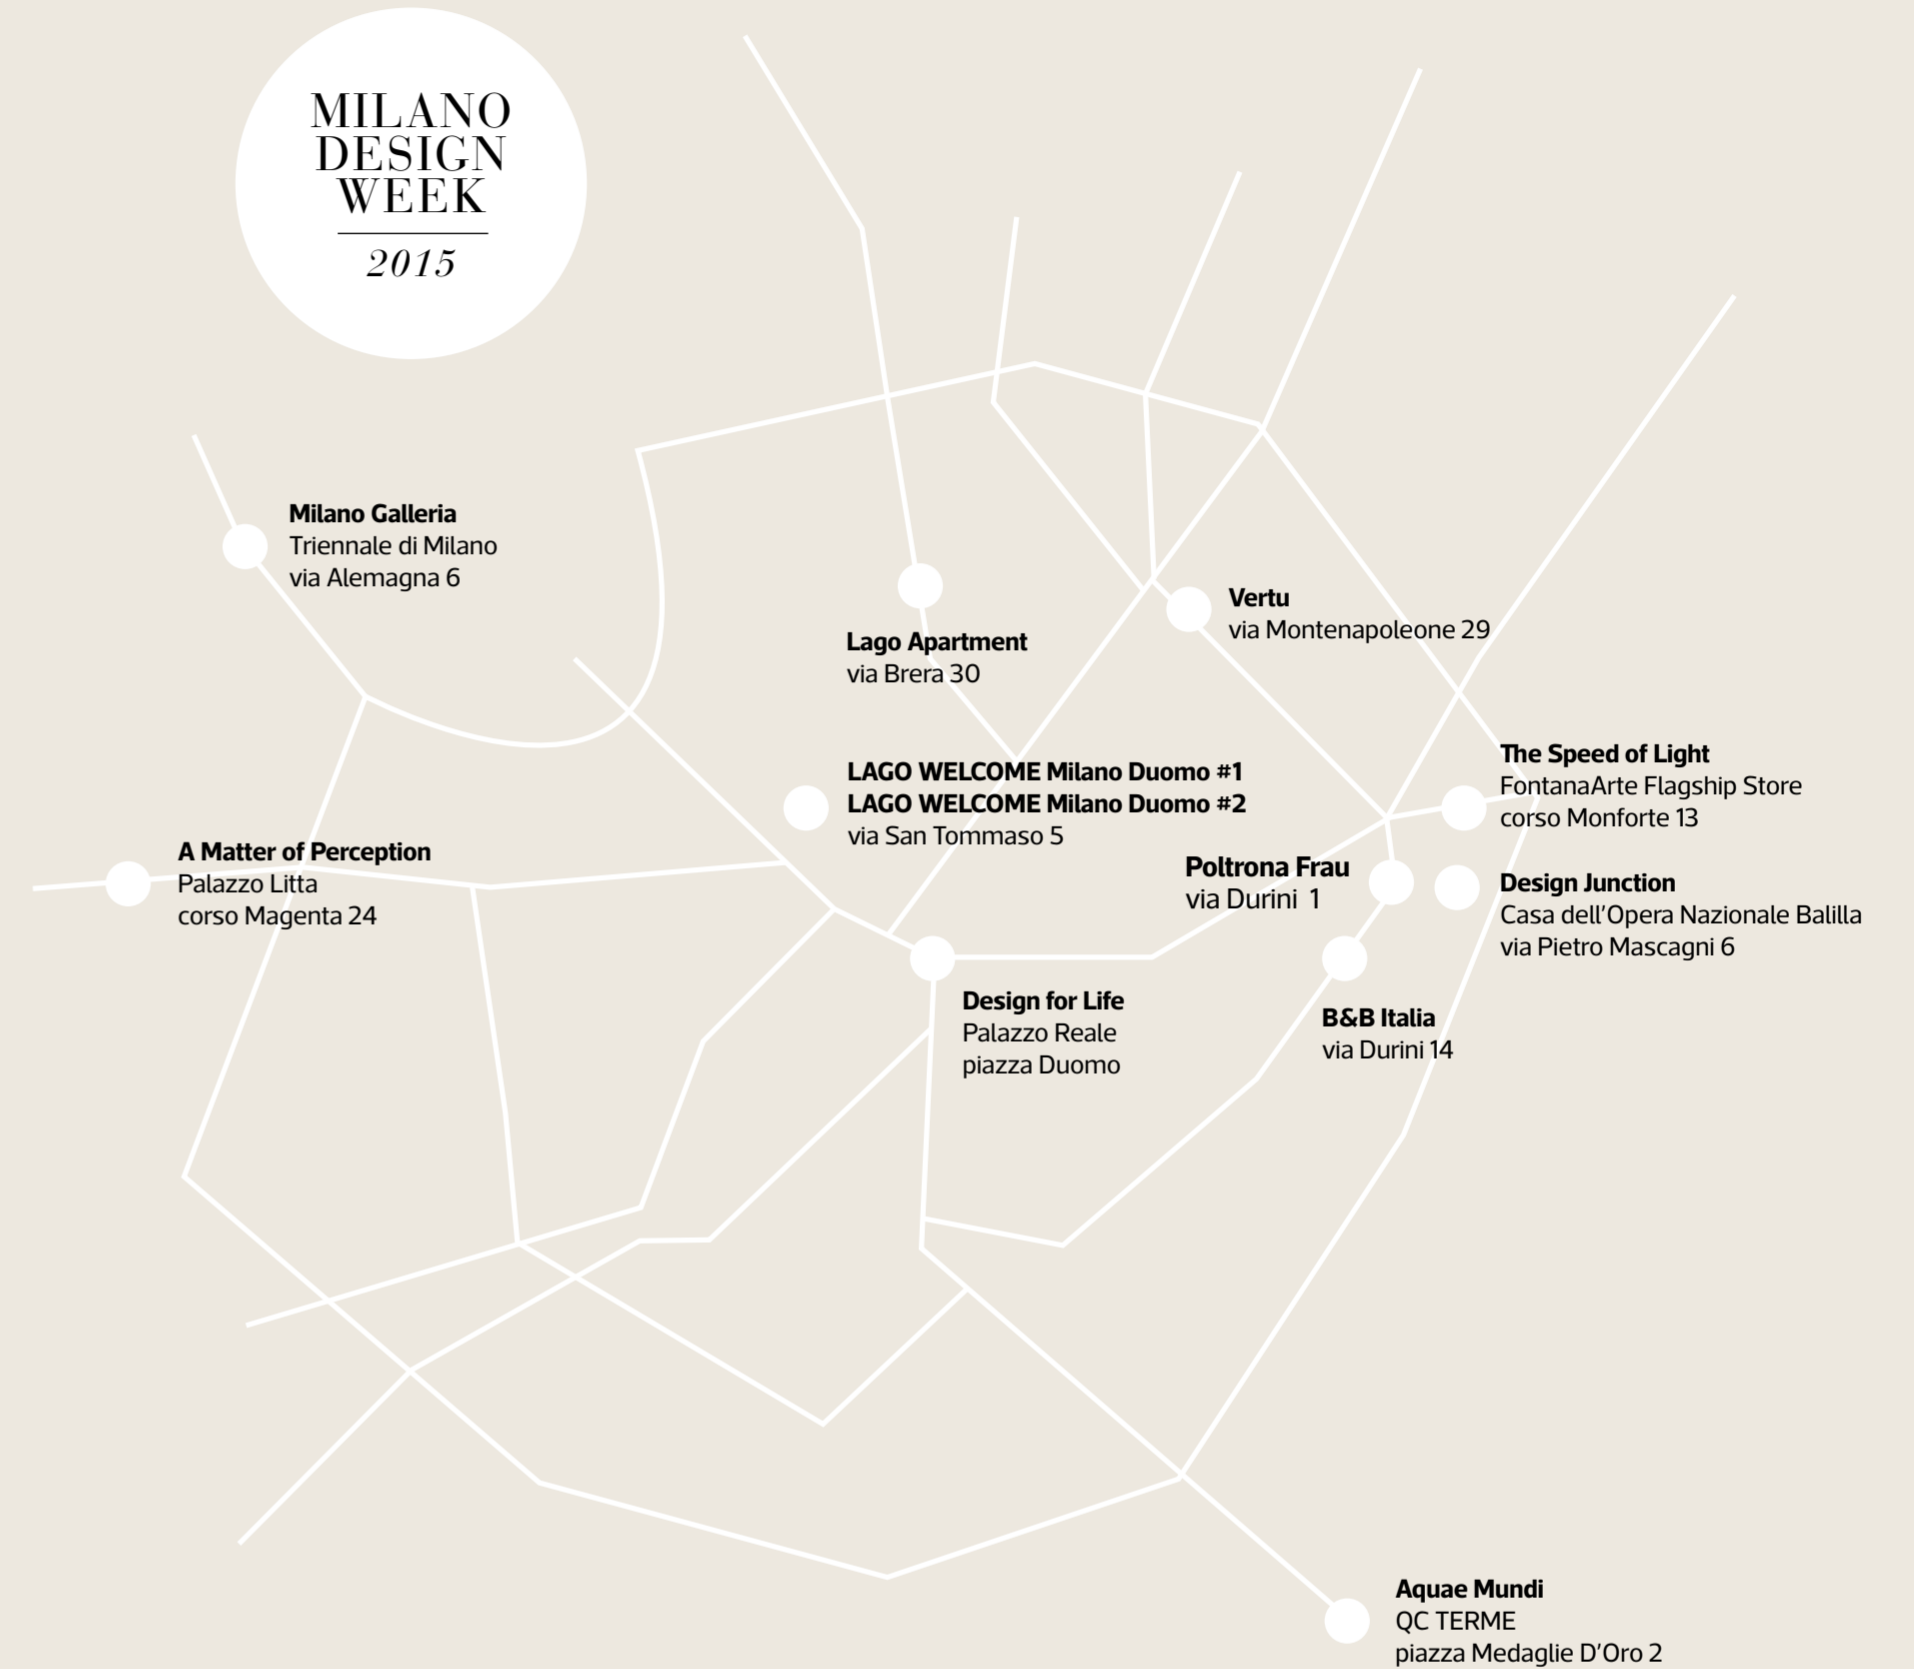 MILANO
DESIGN
WEEK
2015
Milano Galleria
Triennale di Milano
via Alemagna 6
Lago Apartment
via Brera 30
Vertu
via Montenapoleone 29
LAGO WELCOME Milano Duomo #1
LAGO WELCOME Milano Duomo #2
via San Tommaso 5
The Speed of Light
FontanaArte Flagship Store
corso Monforte 13
A Matter of Perception
Palazzo Litta
corso Magenta 24
Poltrona Frau
via Durini 1
Design Junction
Casa dell’Opera Nazionale Balilla
via Pietro Mascagni 6
Design for Life
Palazzo Reale
piazza Duomo
B&B Italia
via Durini 14
Aquae Mundi
QC TERME
piazza Medaglie D’Oro 2